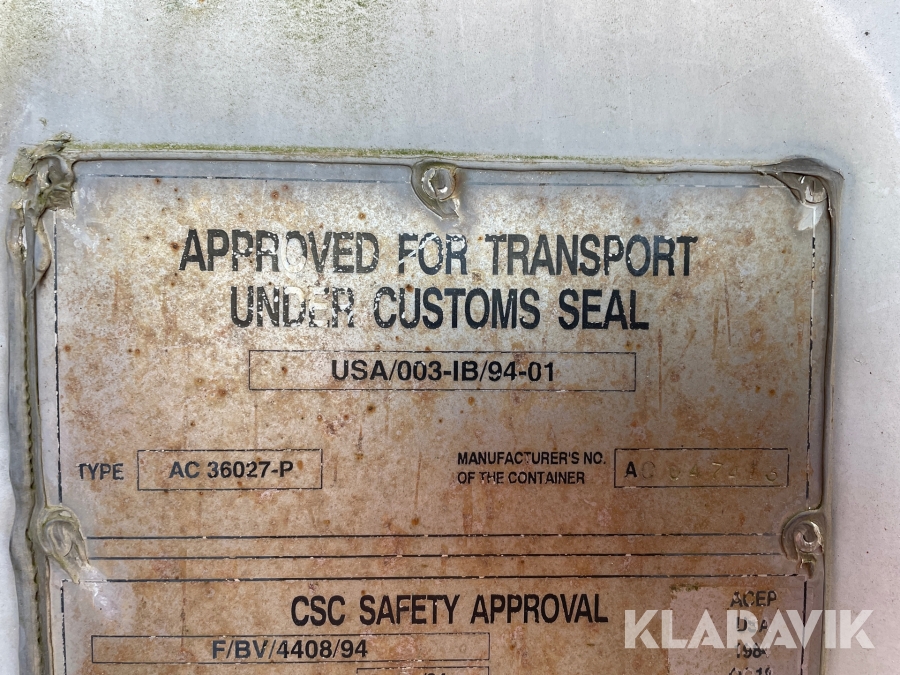 APPROVED FOR TRANSPORT
UNDER CUSTOMS SEAL
USA/003-IB/94-01
TYPE AC 36027-P
MANUFACTURER'S NO.
OF THE CONTAINER
CSC SAFETY APPROVAL
ACEP
USA
F/BV/4408/94
KLARAVIK